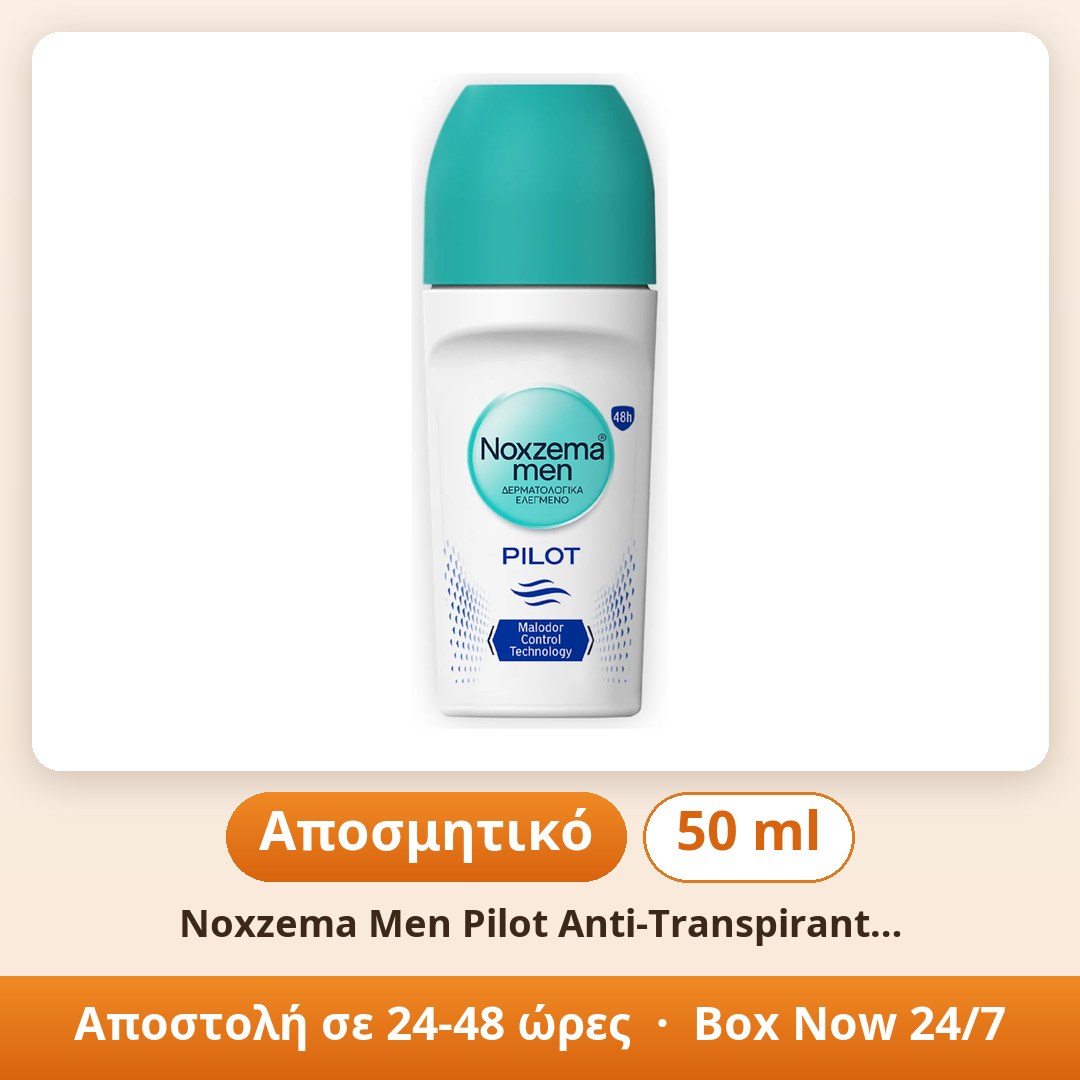 48h
Noxzema®
men
ΔΕΡΜΑΤΟΛΟΓΙΚΑ
ΕΛΕΓΜΕΝΟ
PILOT
Malodor
Control
Technology
Αποσμητικό
50 ml
Noxzema Men Pilot Anti-Transpirant...
Αποστολή σε 24-48 ώρες · Box Now 24/7